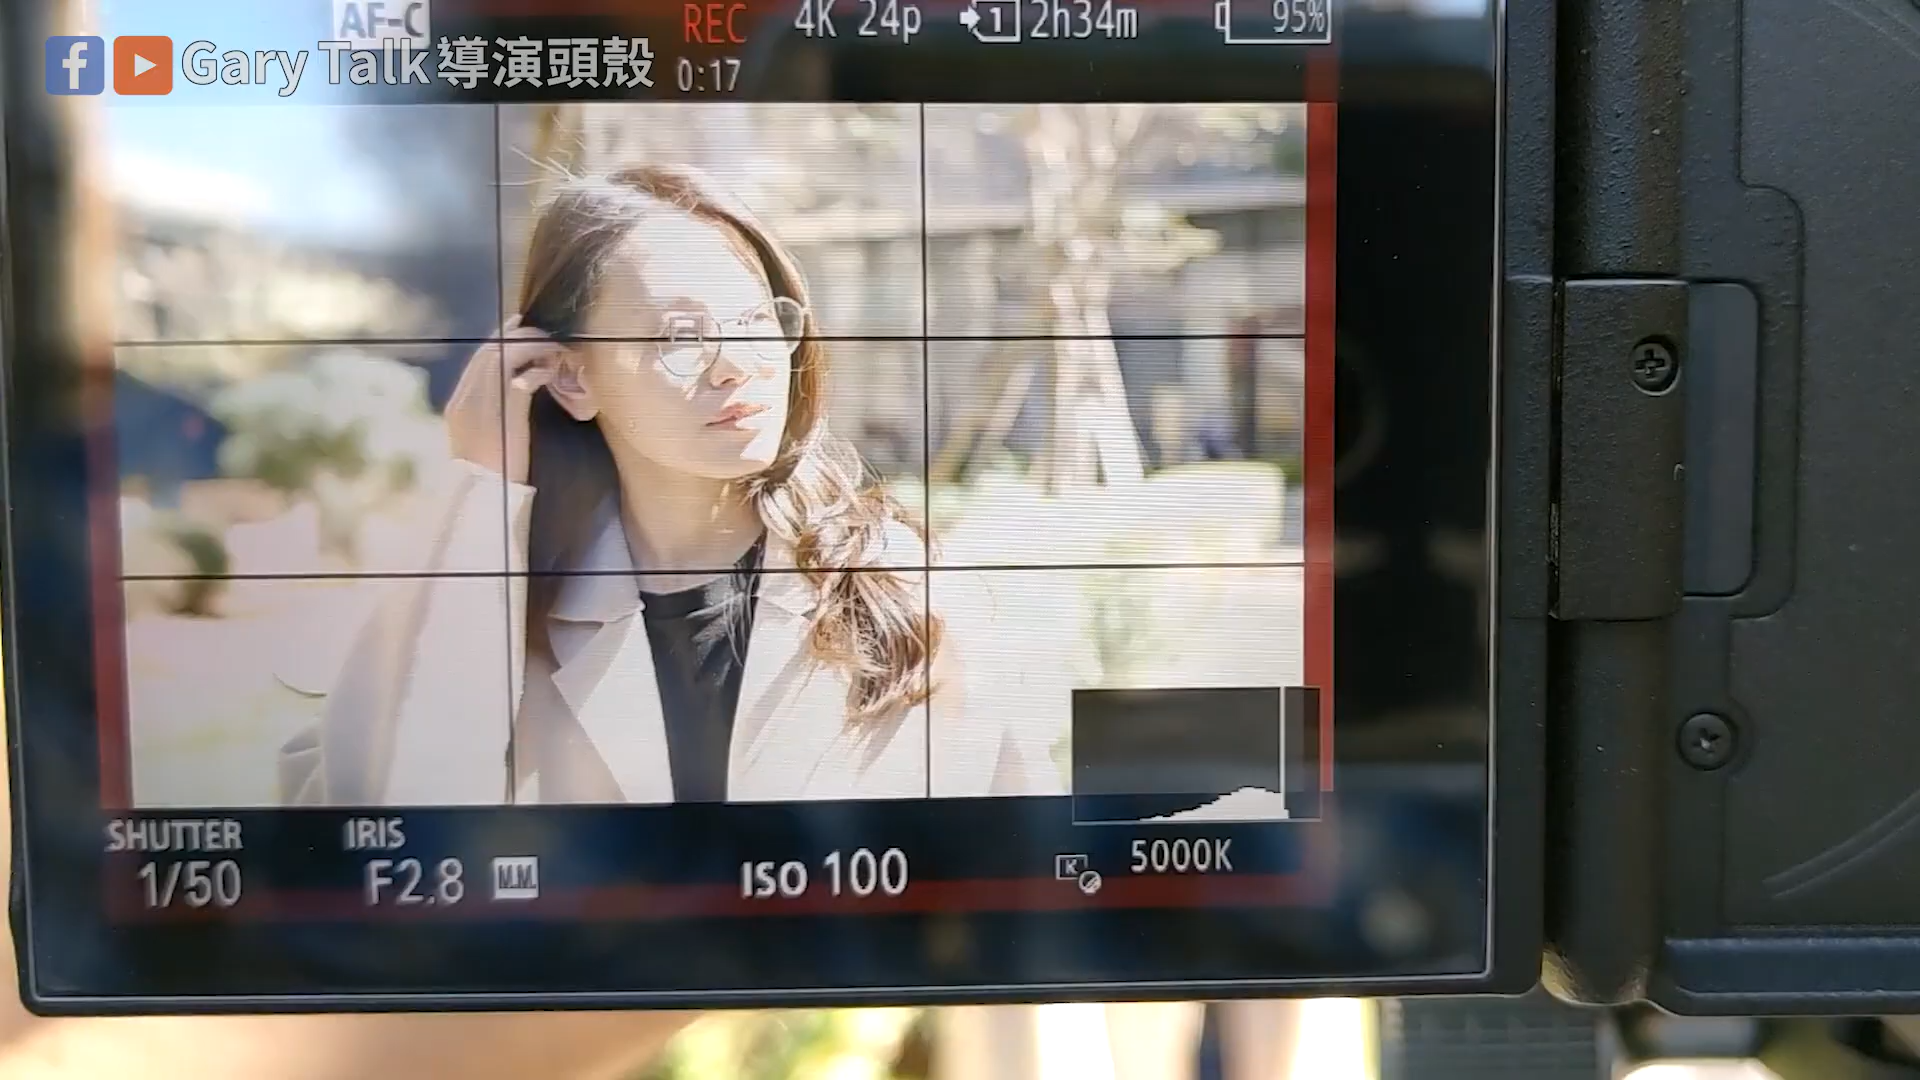 AF-C
REC 4K 24p 1 2h34m 95%
Gary Talk導演頭殼
0:17
SHUTTER IRIS
1/50 F2.8 M.M. ISO 100 K 5000K